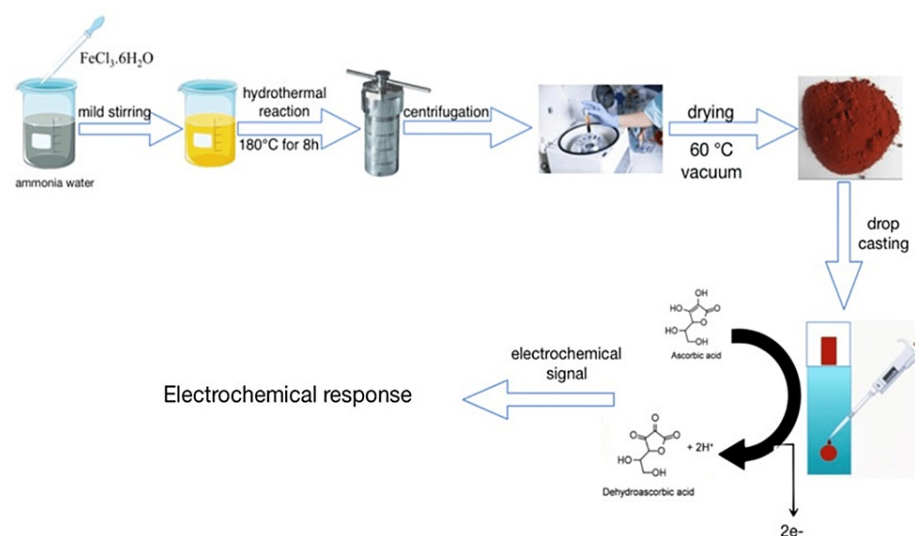 FeCl₃.6H₂O
mild stirring
ammonia water
hydrothermal
reaction
180°C for 8h
centrifugation
drying
60 °C
vacuum
drop
casting
OH
HO
O
O
HO
OH
Ascorbic acid
electrochemical
signal
Electrochemical response
O
O
O
O
HO
OH
+ 2H⁺
Dehydroascorbic acid
2e-